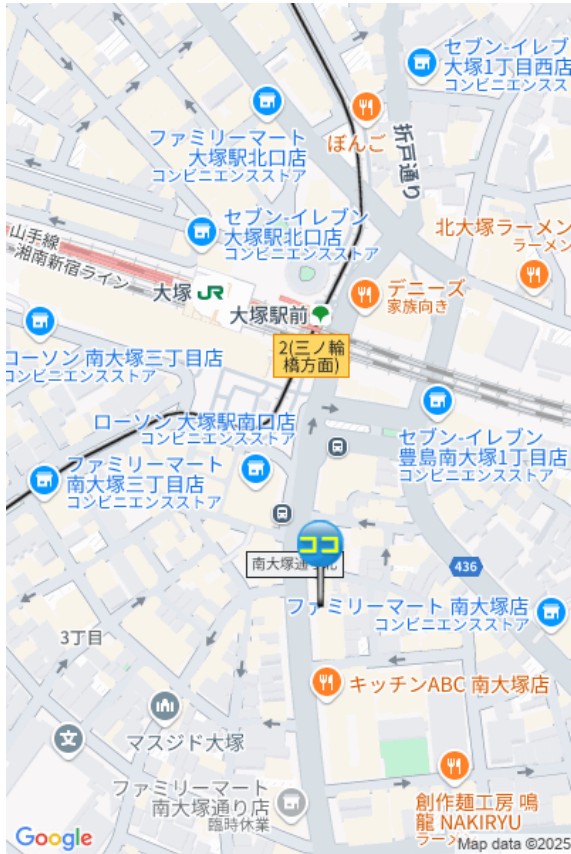 セブン-イレブ
大塚1丁目西店
コンビニエンスス
ファミリーマート
大塚駅北口店
コンビニエンスストア
ぼんご
折戸通り
セブン-イレブン
大塚駅北口店
コンビニエンスストア
北大塚ラーメン
ラーメン
山手線
湘南新宿ライン
大塚 JR
デニーズ
家族向き
大塚駅前
2(三ノ輪
橋方面)
ローソン 南大塚三丁目店
コンビニエンスストア
ローソン 大塚駅南口店
コンビニエンスストア
セブン-イレブン
豊島南大塚1丁目店
コンビニエンスストア
ファミリーマート
南大塚三丁目店
コンビニエンスストア
ココ
南大塚通り北
436
ファミリーマート 南大塚店
コンビニエンスストア
3丁目
キッチンABC 南大塚店
マスジド大塚
文
ファミリーマート
南大塚通り店
臨時休業
創作麺工房 鳴
龍 NAKIRYU
ラーメン
Google
Map data ©2025